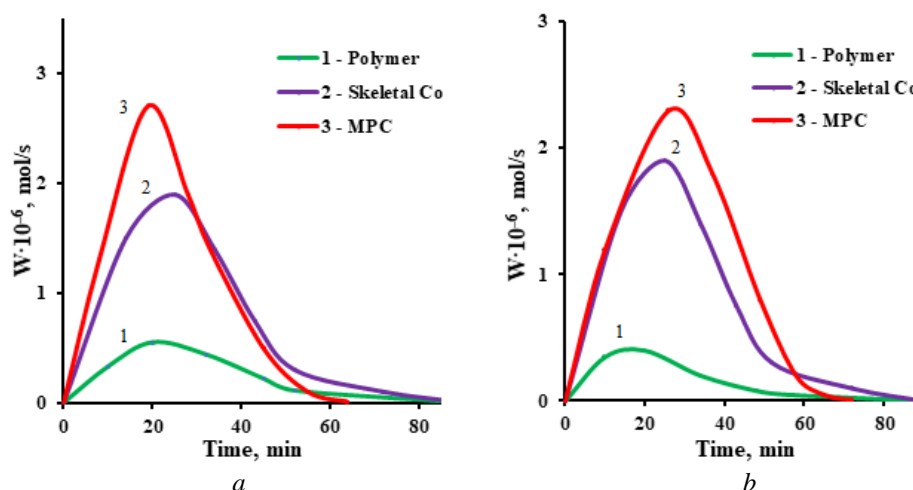 W·10⁻⁶, mol/s
3
2
1
0
1 - Polymer
2 - Skeletal Co
3 - MPC
3
2
1
0 20 40 60 80
Time, min
a
W·10⁻⁶, mol/s
3
2
1
0
1 - Polymer
2 - Skeletal Co
3 - MPC
3
2
1
0 20 40 60 80
Time, min
b